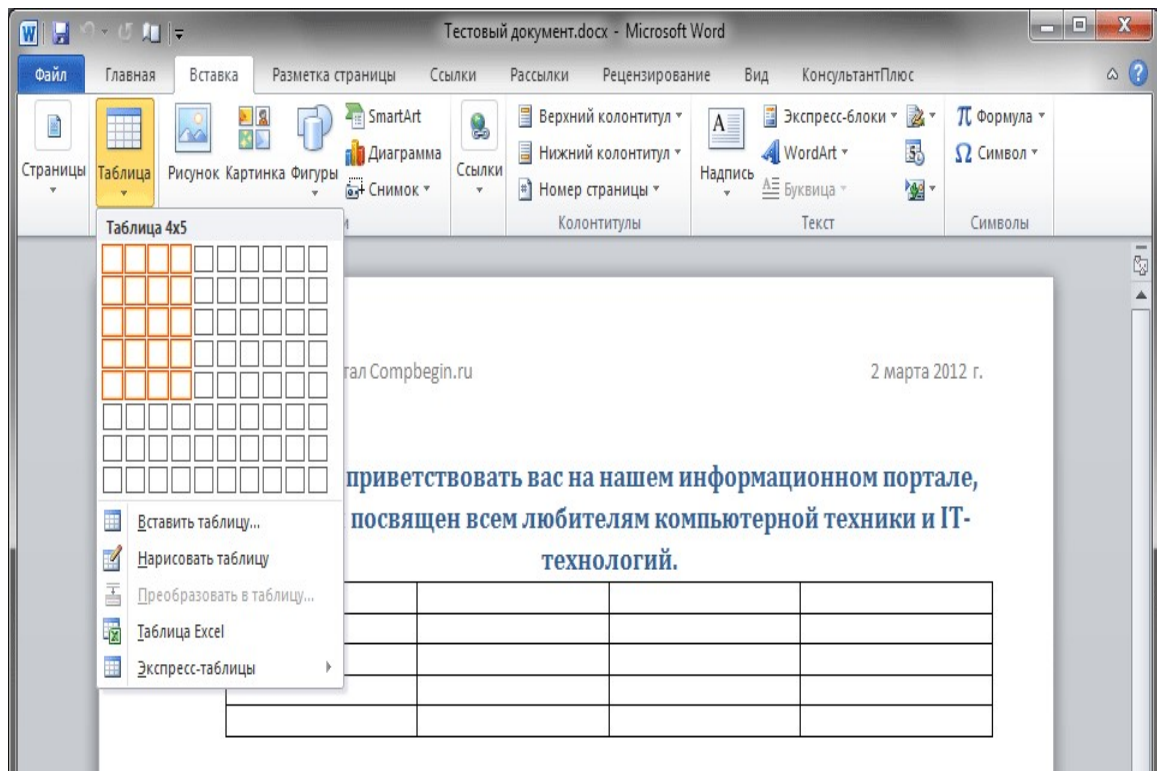 Тестовый документ.docx - Microsoft Word
Файл Главная Вставка Разметка страницы Ссылки Рассылки Рецензирование Вид КонсультантПлюс
Страницы
Таблица
Рисунок
Картинка
Фигуры
SmartArt
Диаграмма
Снимок
Ссылки
Верхний колонтитул
Нижний колонтитул
Номер страницы
Колонтитулы
Надпись
Экспресс-блоки
WordArt
Буквица
Текст
Формула
Символ
Символы
Таблица 4x5
Вставить таблицу...
Нарисовать таблицу
Преобразовать в таблицу...
Таблица Excel
Экспресс-таблицы
Compbegin.ru 2 марта 2012 г.
приветствовать вас на нашем информационном портале,
посвящен всем любителям компьютерной техники и IT-
технологий.